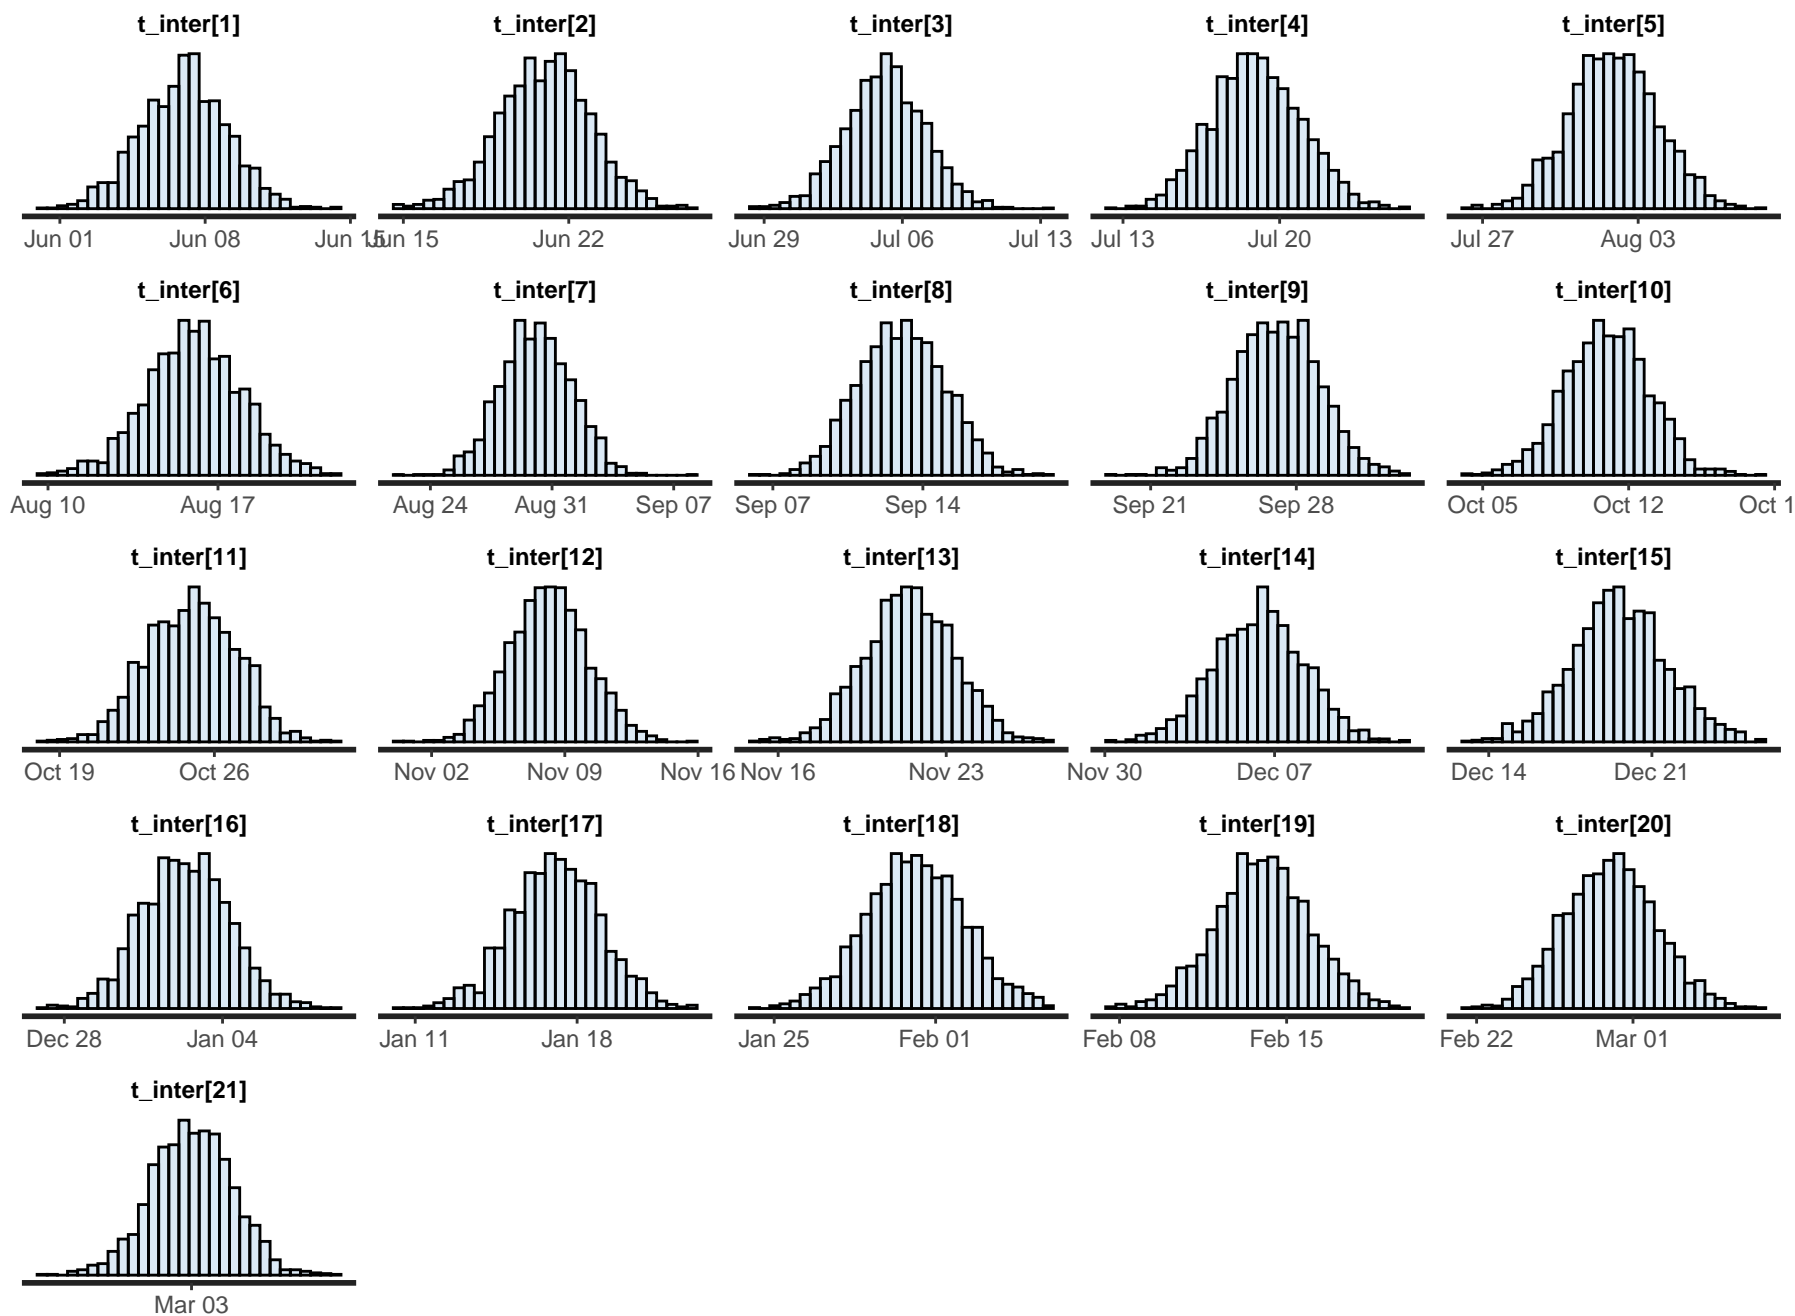 t_inter[1] t_inter[2] t_inter[3] t_inter[4] t_inter[5]
Jun 01 Jun 08 Jun 15 Jun 15 Jun 22 Jun 29 Jul 06 Jul 13 Jul 13 Jul 20 Jul 27 Aug 03
t_inter[6] t_inter[7] t_inter[8] t_inter[9] t_inter[10]
Aug 10 Aug 17 Aug 24 Aug 31 Sep 07 Sep 07 Sep 14 Sep 21 Sep 28 Oct 05 Oct 12 Oct 1
t_inter[11] t_inter[12] t_inter[13] t_inter[14] t_inter[15]
Oct 19 Oct 26 Nov 02 Nov 09 Nov 16 Nov 16 Nov 23 Nov 30 Dec 07 Dec 14 Dec 21
t_inter[16] t_inter[17] t_inter[18] t_inter[19] t_inter[20]
Dec 28 Jan 04 Jan 11 Jan 18 Jan 25 Feb 01 Feb 08 Feb 15 Feb 22 Mar 01
t_inter[21]
Mar 03